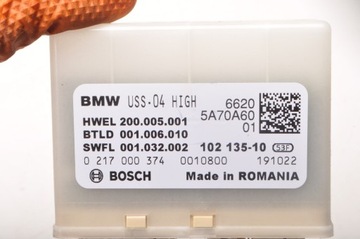 BMW USS-04 HIGH 6620
5A70A60
HWEL 200.005.001 01
BTLD 001.006.010
SWFL 001.032.002 102 135-10 S3F
0 217 000 374 0010800 191022
BOSCH Made in ROMANIA